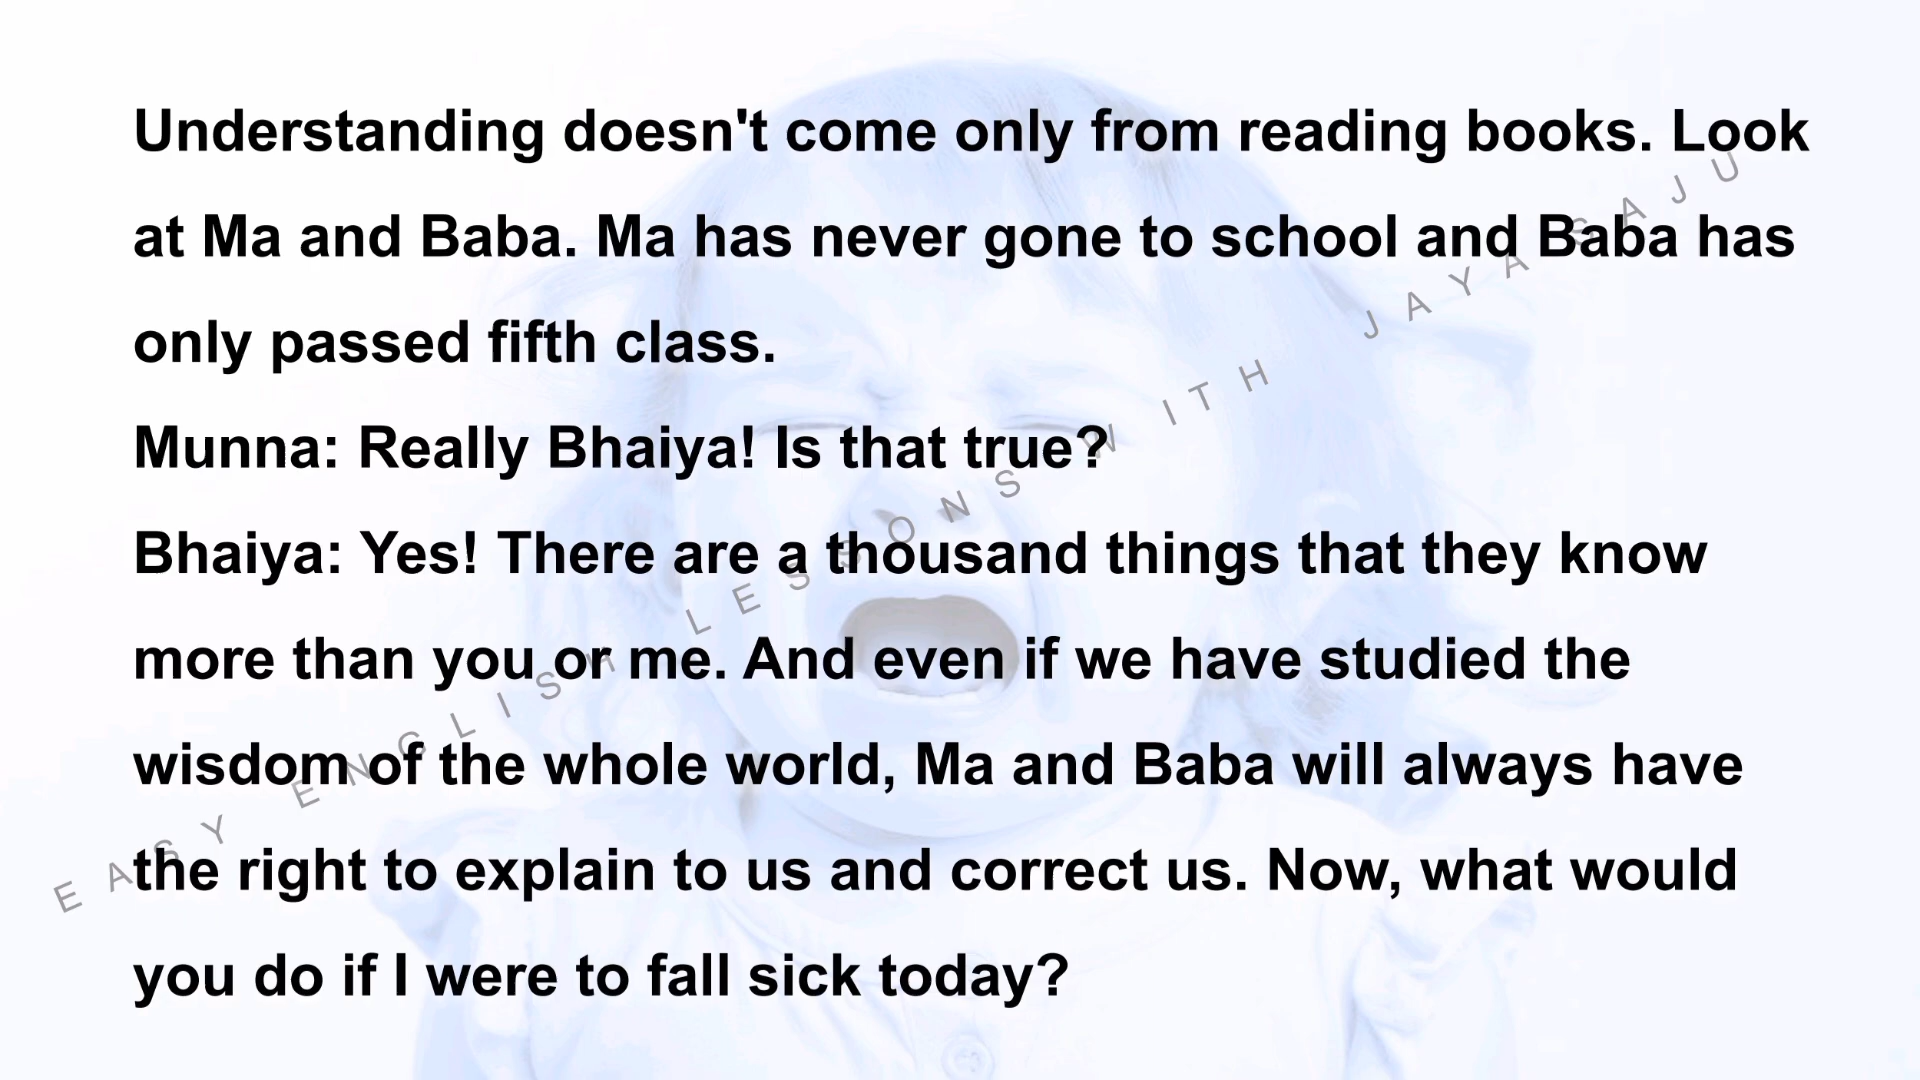 Understanding doesn't come only from reading books. Look
at Ma and Baba. Ma has never gone to school and Baba has
only passed fifth class.
Munna: Really Bhaiya! Is that true?
Bhaiya: Yes! There are a thousand things that they know
more than you or me. And even if we have studied the
wisdom of the whole world, Ma and Baba will always have
the right to explain to us and correct us. Now, what would
you do if I were to fall sick today?
EASY ENGLISH LESSONS WITH JAYA SAJU